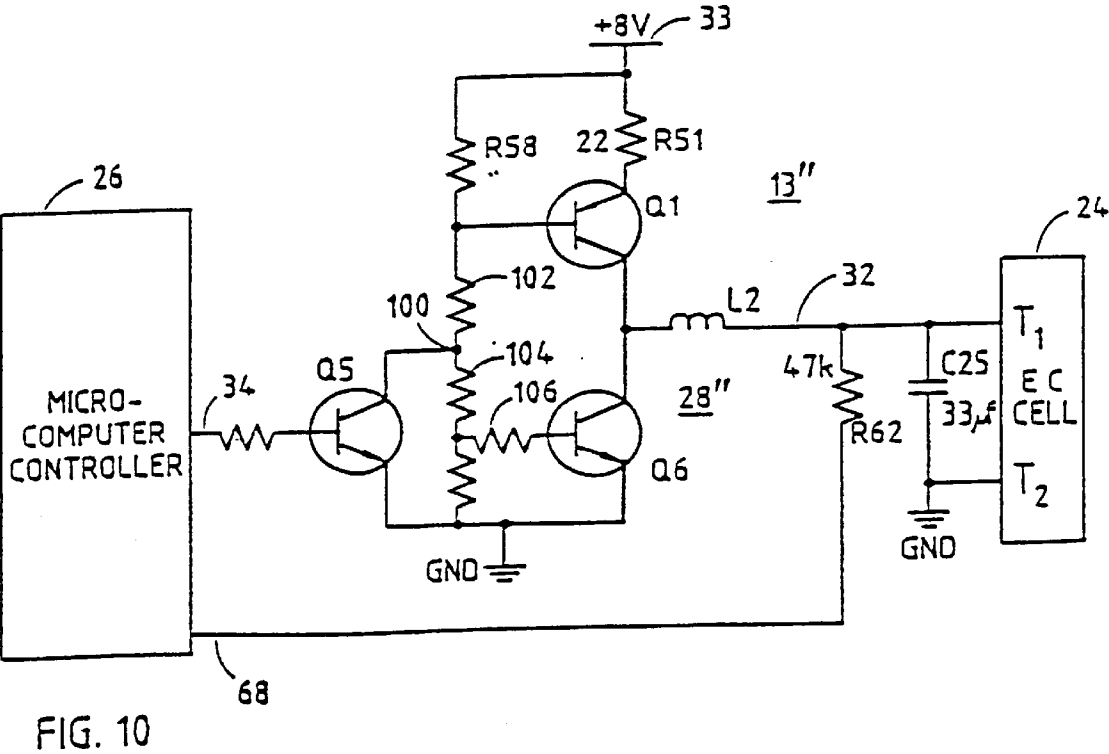 +8V
33
R58
22
R51
26
Q1
13"
24
102
32
L2
100
T1
Q5
104
34
106
28"
47k
C25
EC
CELL
MICRO-
COMPUTER
CONTROLLER
33µf
R62
Q6
T2
GND
GND
68
FIG. 10